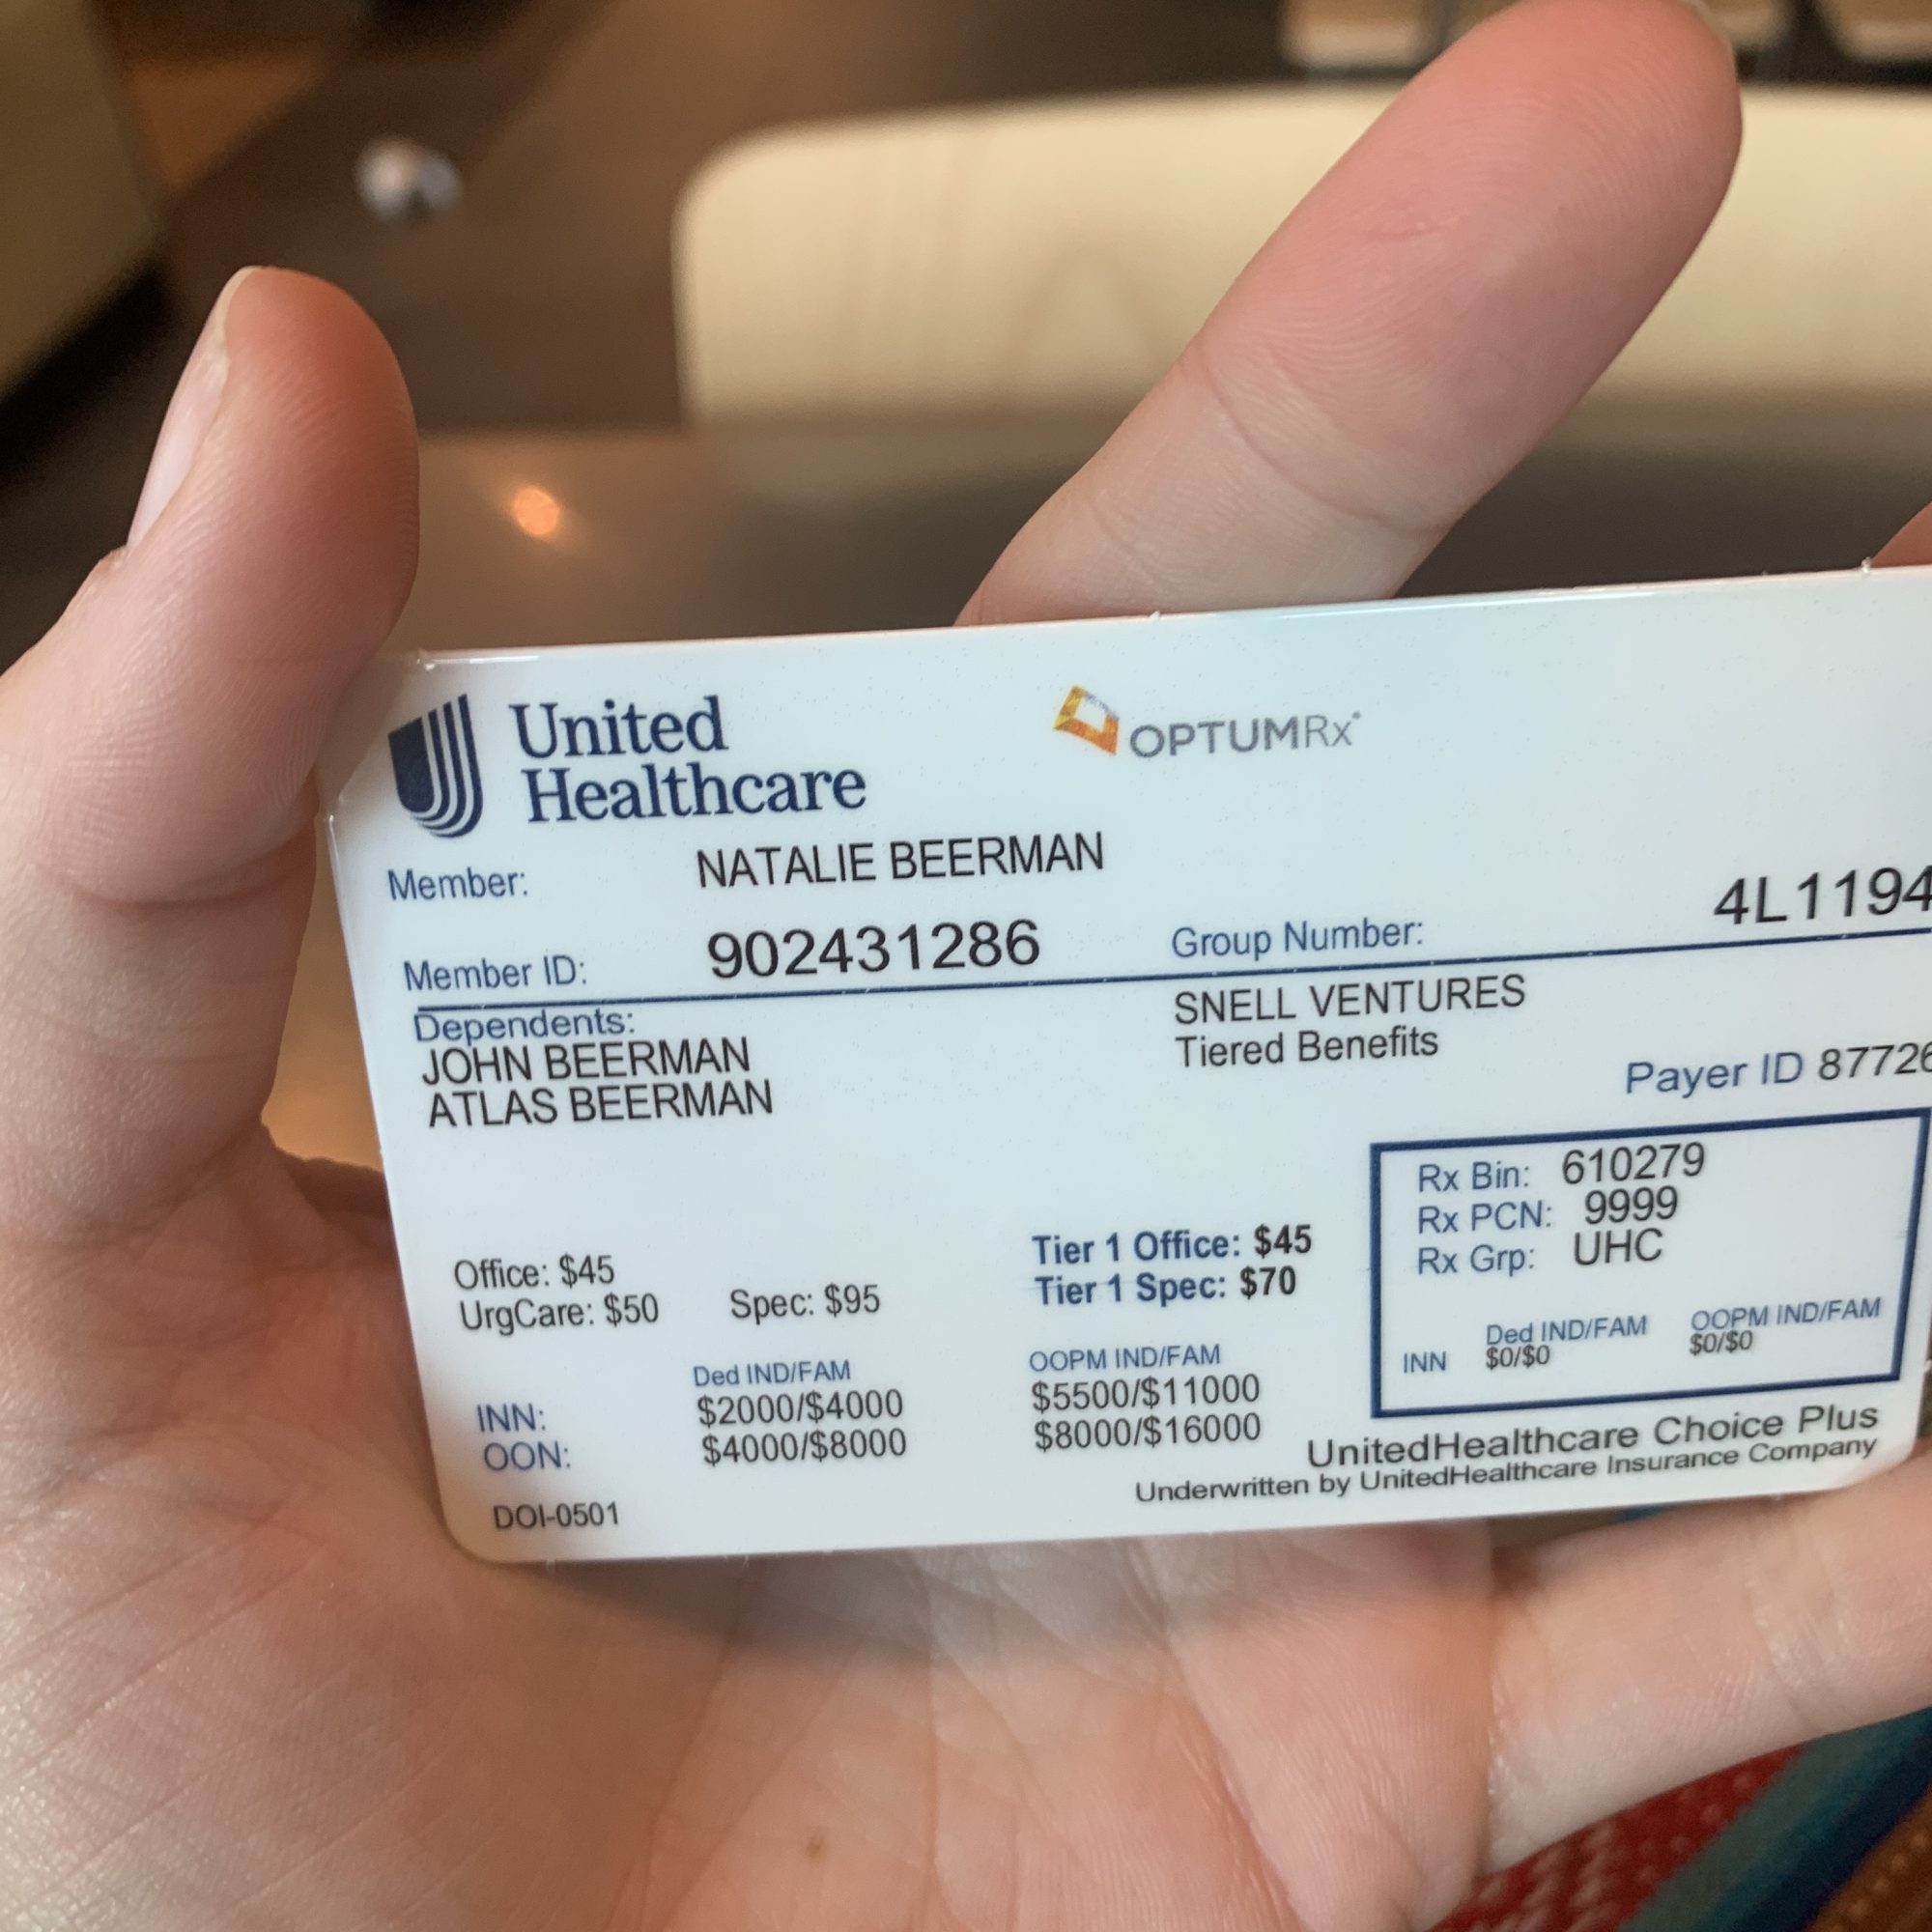 United
Healthcare
OPTUMRx
Member: NATALIE BEERMAN
Member ID: 902431286 Group Number: 4L1194
Dependents:
JOHN BEERMAN
ATLAS BEERMAN
SNELL VENTURES
Tiered Benefits
Payer ID 87726
Office: $45
UrgCare: $50 Spec: $95
Tier 1 Office: $45
Tier 1 Spec: $70
Rx Bin: 610279
Rx PCN: 9999
Rx Grp: UHC
Ded IND/FAM OOPM IND/FAM
INN $0/$0 $0/$0
Ded IND/FAM OOPM IND/FAM
INN: $2000/$4000 $5500/$11000
OON: $4000/$8000 $8000/$16000
UnitedHealthcare Choice Plus
Underwritten by UnitedHealthcare Insurance Company
DOI-0501